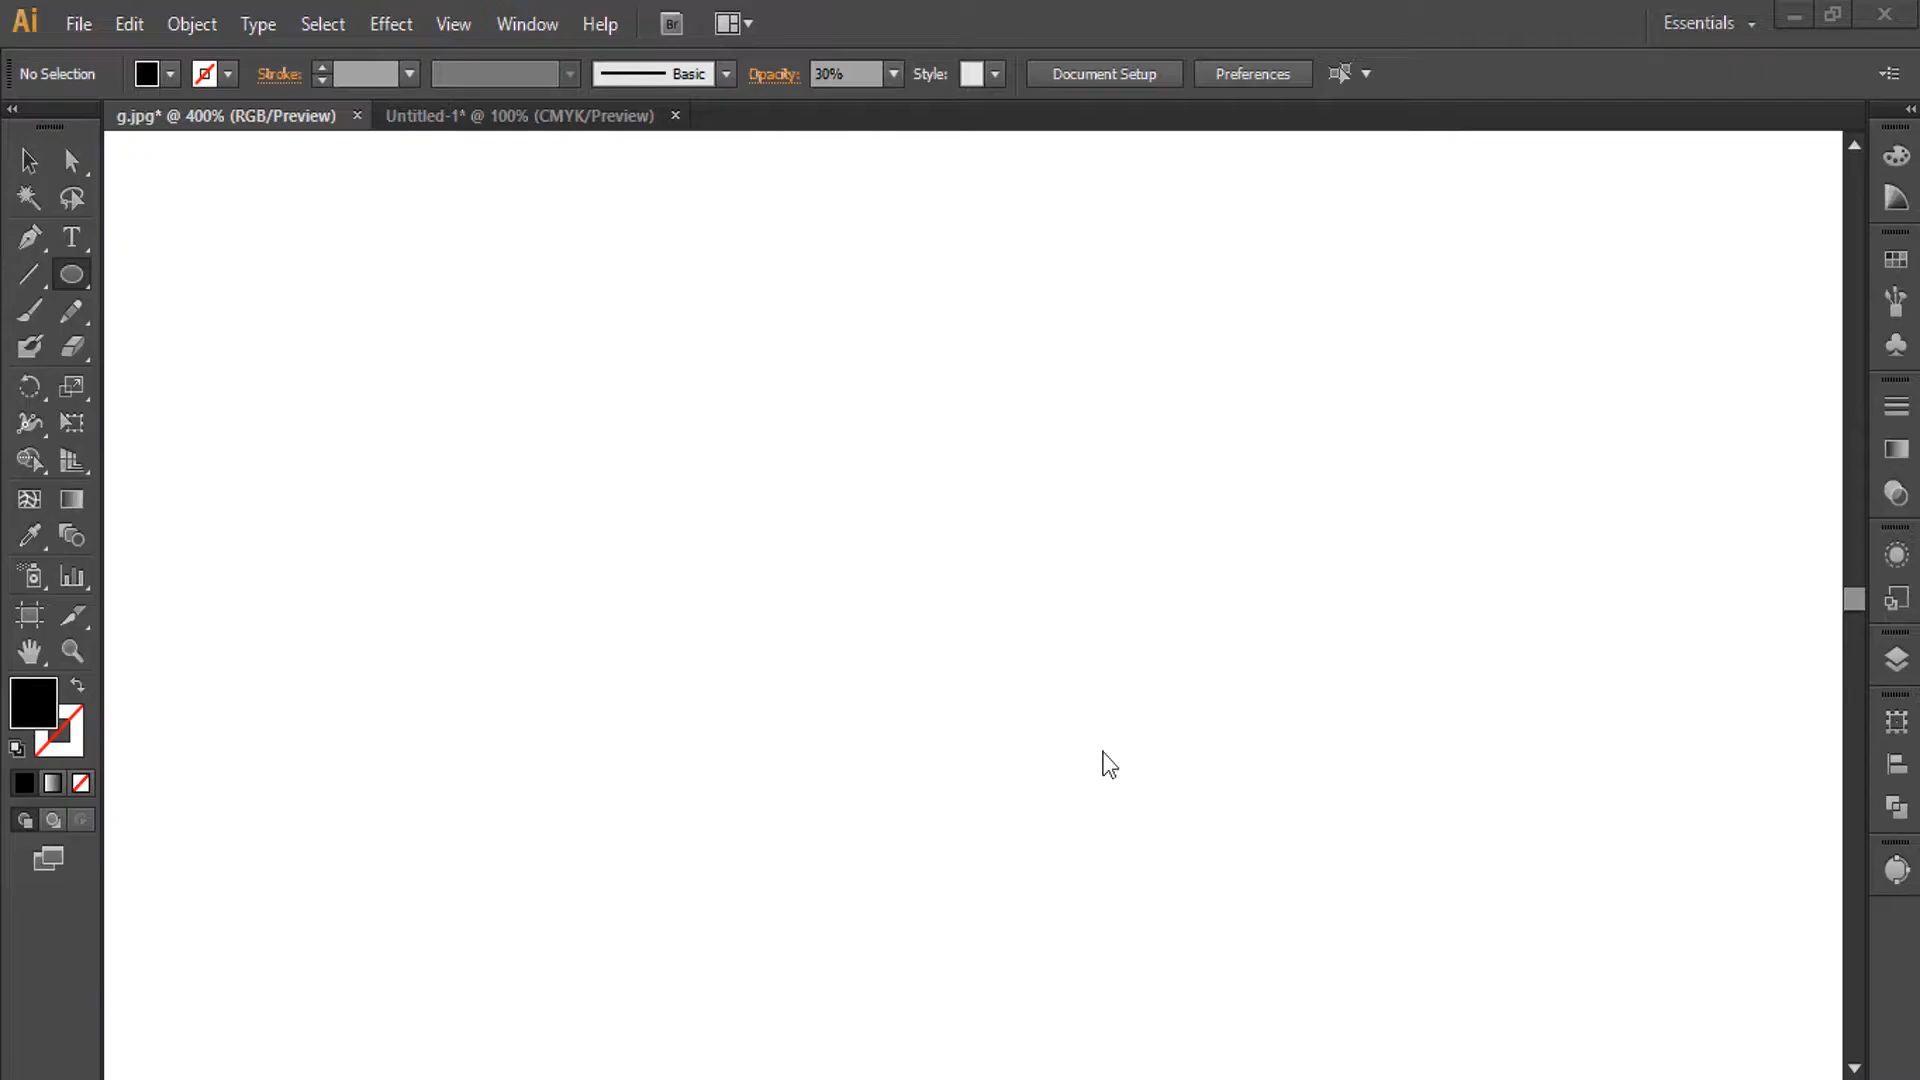 Ai File Edit Object Type Select Effect View Window Help Br Essentials
No Selection Stroke: Basic Opacity: 30% Style: Document Setup Preferences
g.jpg* @ 400% (RGB/Preview) × Untitled-1* @ 100% (CMYK/Preview) ×
T